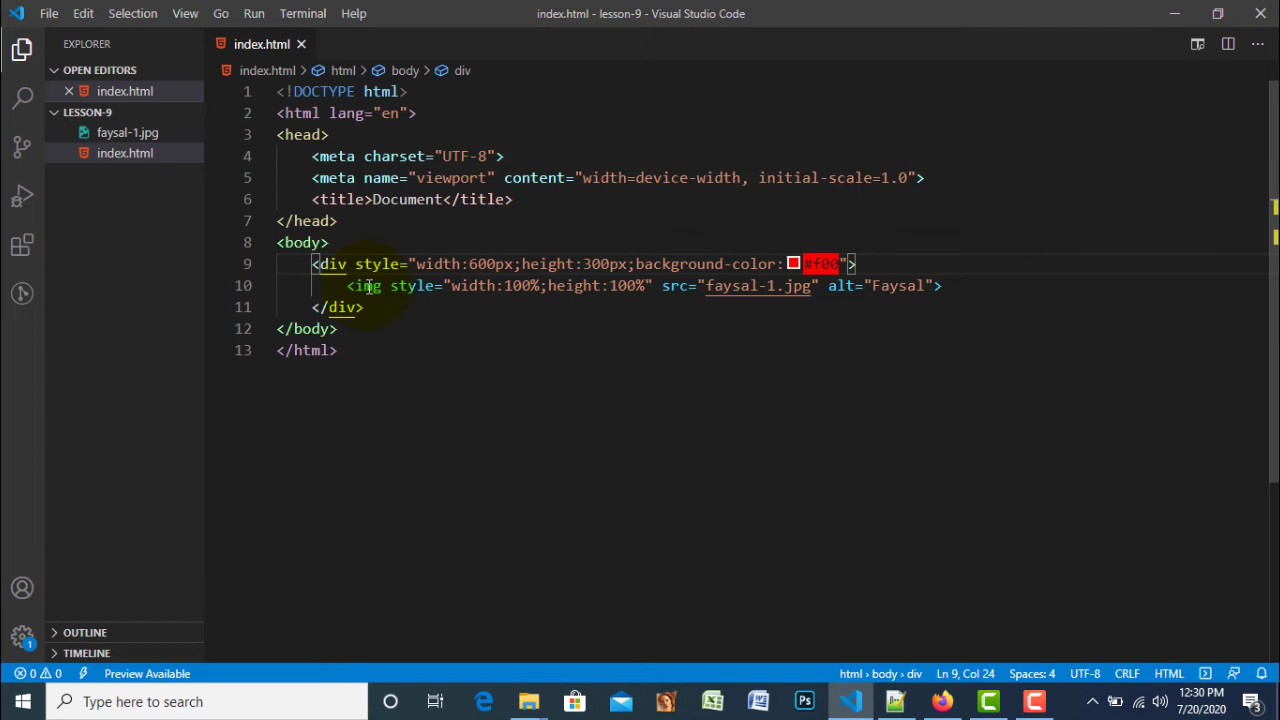 File Edit Selection View Go Run Terminal Help index.html - lesson-9 - Visual Studio Code
EXPLORER
index.html
OPEN EDITORS
index.html
LESSON-9
faysal-1.jpg
index.html
OUTLINE
TIMELINE
index.html > html > body > div
1 <!DOCTYPE html>
2 <html lang="en">
3 <head>
4 <meta charset="UTF-8">
5 <meta name="viewport" content="width=device-width, initial-scale=1.0">
6 <title>Document</title>
7 </head>
8 <body>
9 <div style="width:600px;height:300px;background-color:#f00">
10 <img style="width:100%;height:100%" src="faysal-1.jpg" alt="Faysal">
11 </div>
12 </body>
13 </html>
1
0 0 Preview Available html › body › div Ln 9, Col 24 Spaces: 4 UTF-8 CRLF HTML
Type here to search
Ps
12:30 PM
7/20/2020
3